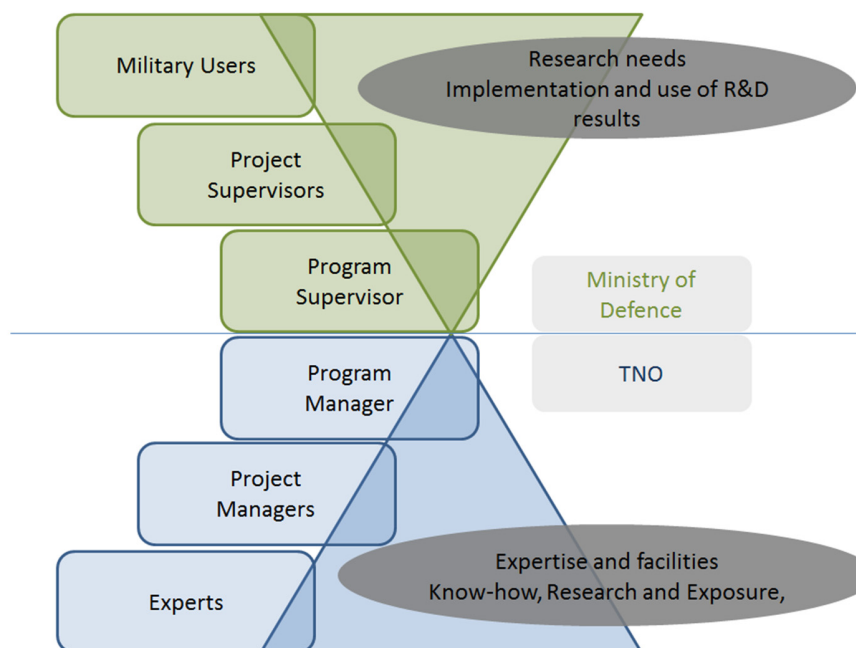 Military Users
Research needs
Implementation and use of R&D
results
Project
Supervisors
Program
Supervisor
Ministry of
Defence
Program
Manager
TNO
Project
Managers
Experts
Expertise and facilities
Know-how, Research and Exposure,